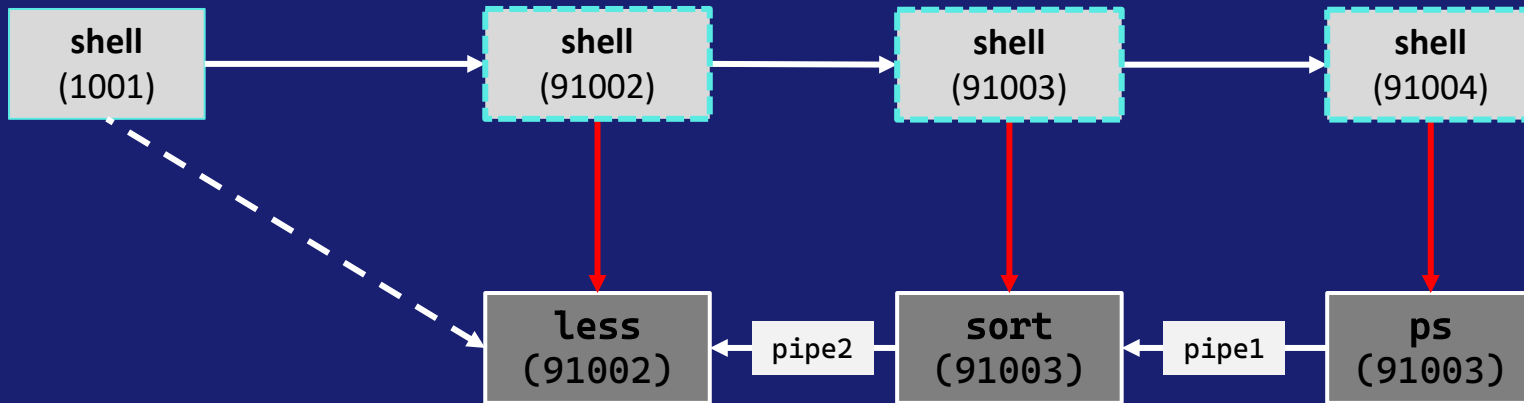 shell
(1001)
shell
(91002)
shell
(91003)
shell
(91004)
less
(91002)
pipe2
sort
(91003)
pipe1
ps
(91003)